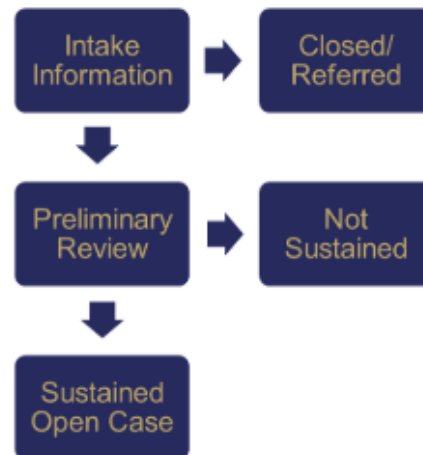 Intake
Information
Closed/
Referred
Preliminary
Review
Not
Sustained
Sustained
Open Case